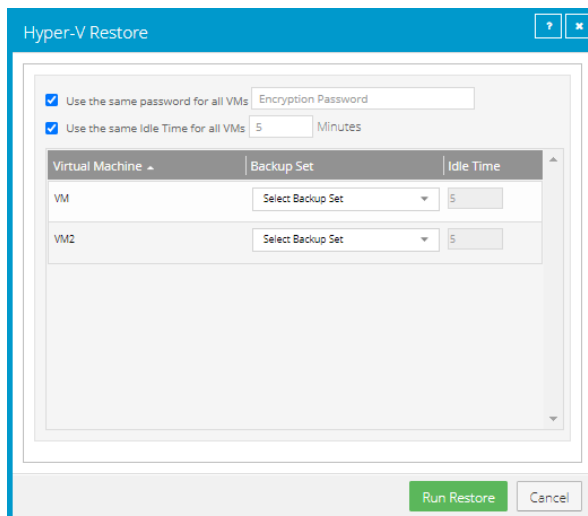 Hyper-V Restore ? ×
Use the same password for all VMs Encryption Password
Use the same Idle Time for all VMs 5 Minutes
Virtual Machine Backup Set Idle Time
VM Select Backup Set 5
VM2 Select Backup Set 5
Run Restore Cancel